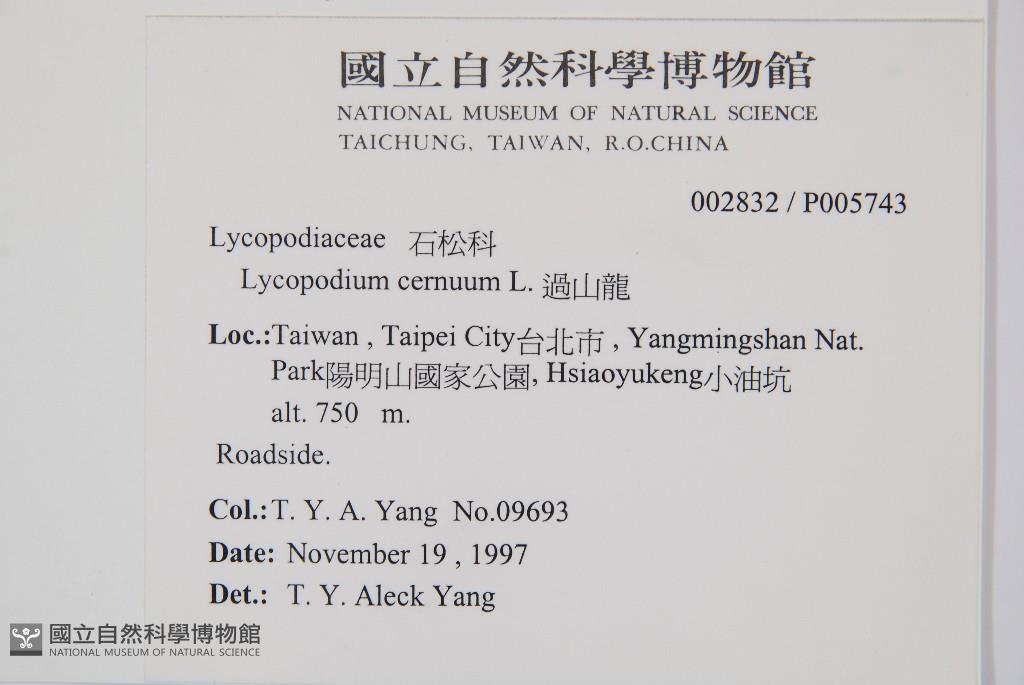 國立自然科學博物館
NATIONAL MUSEUM OF NATURAL SCIENCE
TAICHUNG, TAIWAN, R.O.CHINA
002832 / P005743
Lycopodiaceae 石松科
Lycopodium cernuum L. 過山龍
Loc.:Taiwan , Taipei City台北市 , Yangmingshan Nat.
Park陽明山國家公園, Hsiaoyukeng小油坑
alt. 750 m.
Roadside.
Col.:T. Y. A. Yang No.09693
Date: November 19 , 1997
Det.: T. Y. Aleck Yang
國立自然科學博物館
NATIONAL MUSEUM OF NATURAL SCIENCE